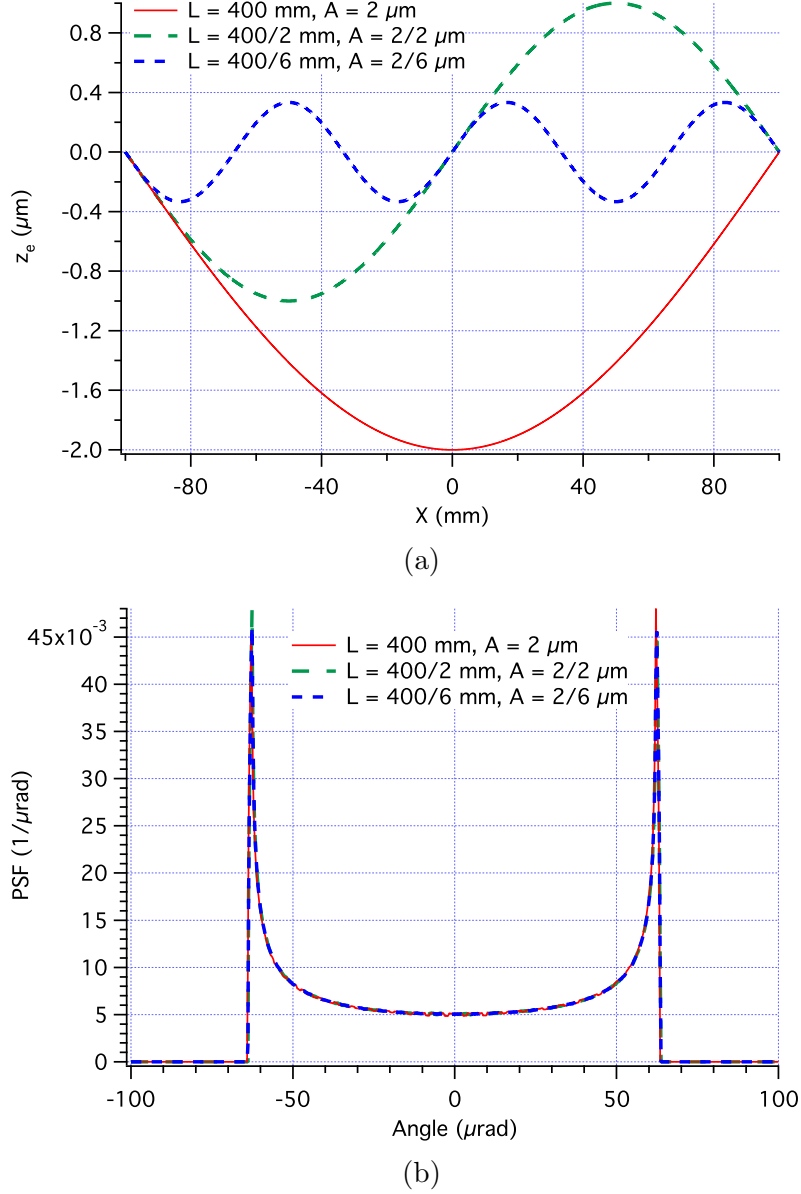 L = 400 mm, A = 2 µm
L = 400/2 mm, A = 2/2 µm
L = 400/6 mm, A = 2/6 µm
0.8
0.4
0.0
-0.4
-0.8
-1.2
-1.6
-2.0
zₑ (µm)
-80 -40 0 40 80
X (mm)
(a)
45x10⁻³
40
35
30
25
20
15
10
5
0
PSF (1/µrad)
L = 400 mm, A = 2 µm
L = 400/2 mm, A = 2/2 µm
L = 400/6 mm, A = 2/6 µm
-100 -50 0 50 100
Angle (µrad)
(b)